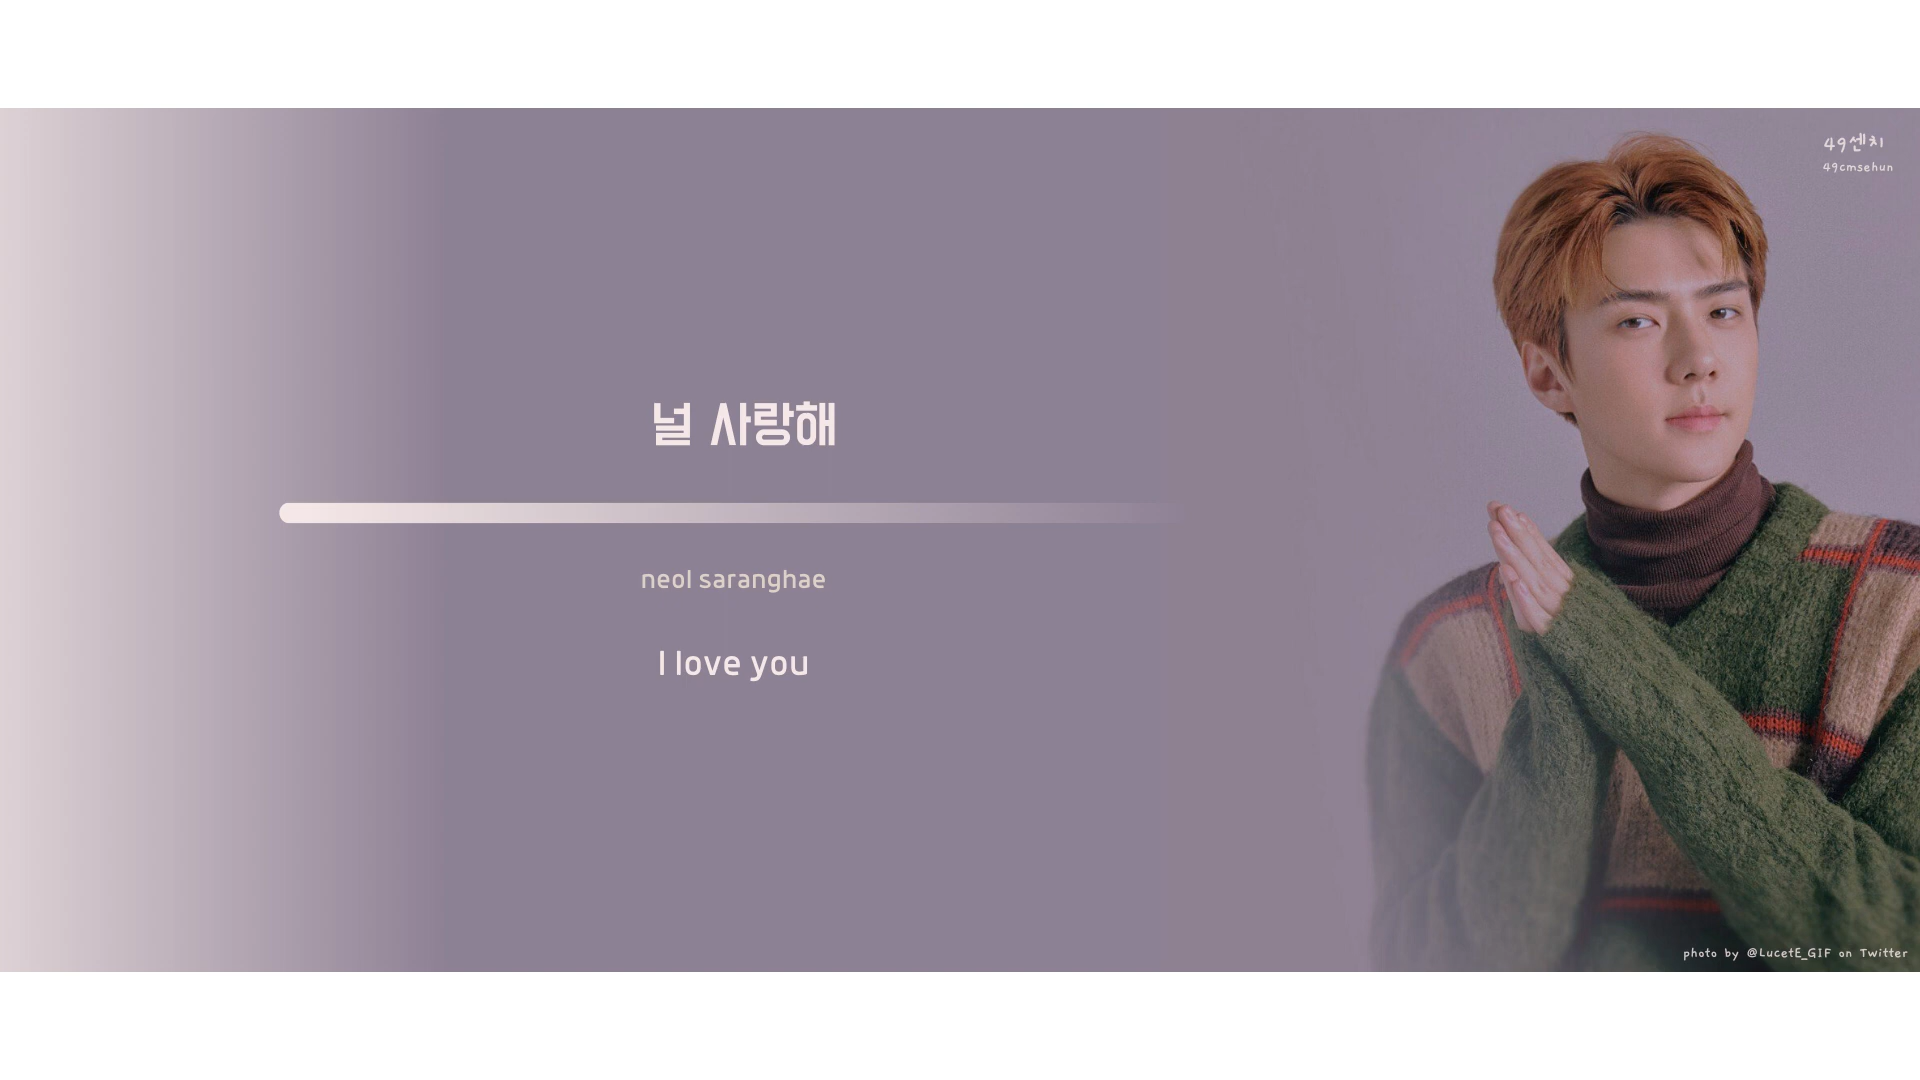 49센치
49cmsehun
널 사랑해
neol saranghae
I love you
photo by @LucetE_GIF on Twitter